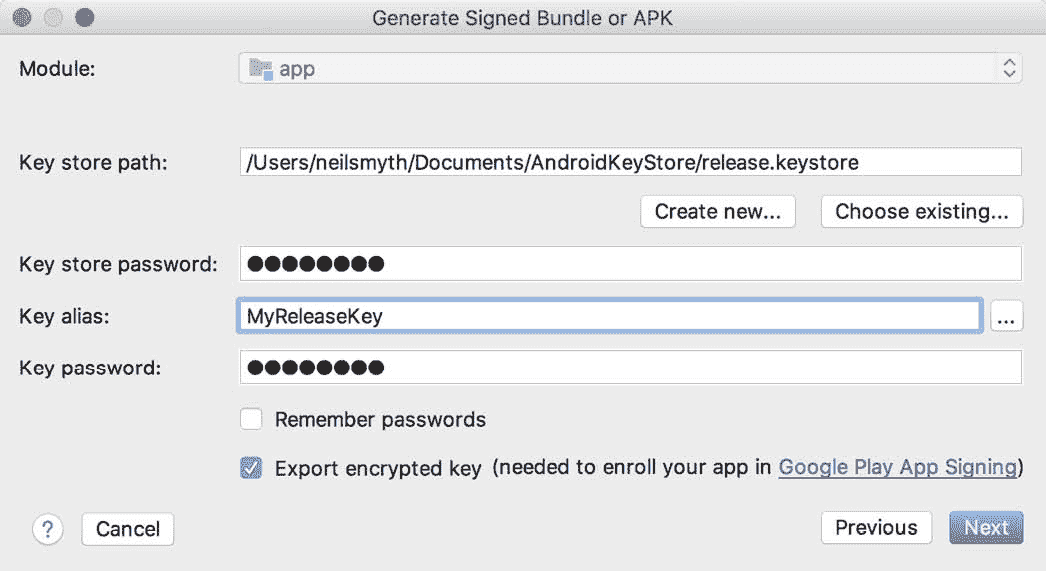 Generate Signed Bundle or APK
Module: app
Key store path: /Users/neilsmyth/Documents/AndroidKeyStore/release.keystore
Create new... Choose existing...
Key store password: ●●●●●●●●
Key alias: MyReleaseKey ...
Key password: ●●●●●●●●
Remember passwords
Export encrypted key (needed to enroll your app in Google Play App Signing)
? Cancel Previous Next